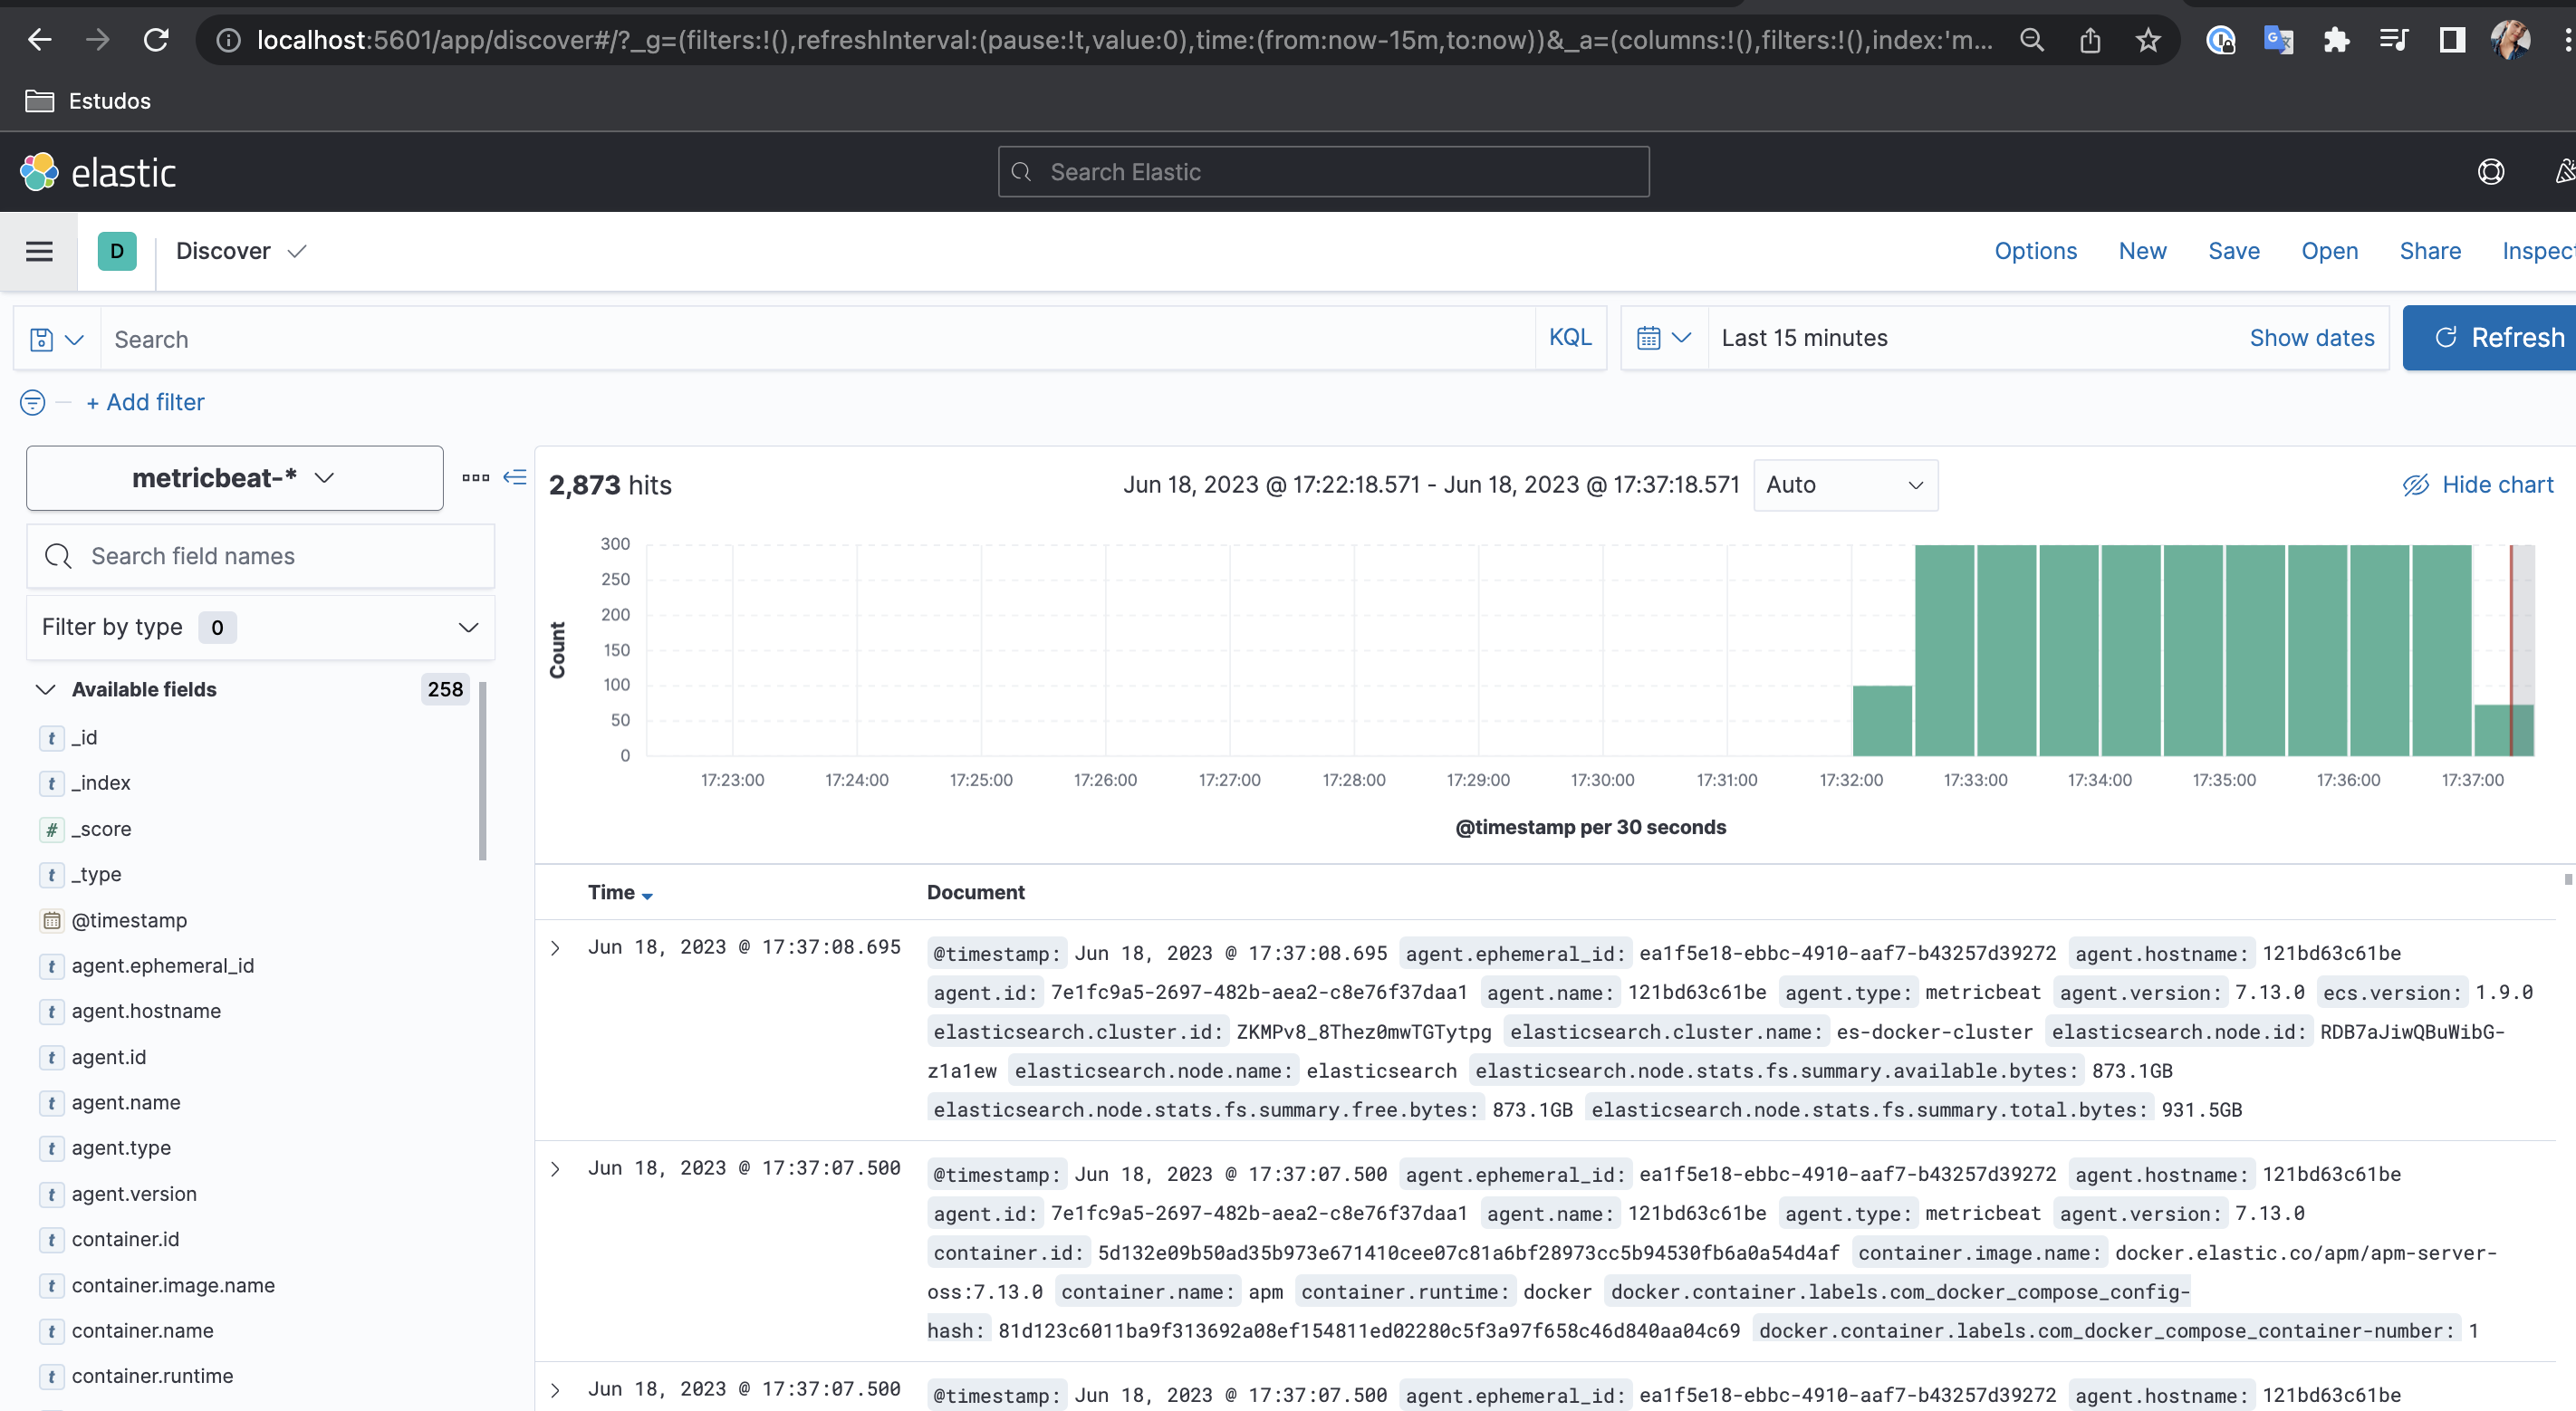 localhost:5601/app/discover#/?_g=(filters:!(),refreshInterval:(pause:!t,value:0),time:(from:now-15m,to:now))&_a=(columns:!(),filters:!(),index:'m...
Estudos
elastic
Search Elastic
D Discover Options New Save Open Share Inspect
Search KQL Last 15 minutes Show dates Refresh
+ Add filter
metricbeat-*
Search field names
Filter by type 0
Available fields 258
t _id
t _index
# _score
t _type
@timestamp
t agent.ephemeral_id
t agent.hostname
t agent.id
t agent.name
t agent.type
t agent.version
t container.id
t container.image.name
t container.name
t container.runtime
2,873 hits Jun 18, 2023 @ 17:22:18.571 - Jun 18, 2023 @ 17:37:18.571 Auto Hide chart
Count
300
250
200
150
100
50
0
17:23:00 17:24:00 17:25:00 17:26:00 17:27:00 17:28:00 17:29:00 17:30:00 17:31:00 17:32:00 17:33:00 17:34:00 17:35:00 17:36:00 17:37:00
@timestamp per 30 seconds
Time Document
Jun 18, 2023 @ 17:37:08.695 @timestamp: Jun 18, 2023 @ 17:37:08.695 agent.ephemeral_id: ea1f5e18-ebbc-4910-aaf7-b43257d39272 agent.hostname: 121bd63c61be
agent.id: 7e1fc9a5-2697-482b-aea2-c8e76f37daa1 agent.name: 121bd63c61be agent.type: metricbeat agent.version: 7.13.0 ecs.version: 1.9.0
elasticsearch.cluster.id: ZKMPv8_8Thez0mwTGTytpg elasticsearch.cluster.name: es-docker-cluster elasticsearch.node.id: RDB7aJiwQBuWibG-
z1a1ew elasticsearch.node.name: elasticsearch elasticsearch.node.stats.fs.summary.available.bytes: 873.1GB
elasticsearch.node.stats.fs.summary.free.bytes: 873.1GB elasticsearch.node.stats.fs.summary.total.bytes: 931.5GB
Jun 18, 2023 @ 17:37:07.500 @timestamp: Jun 18, 2023 @ 17:37:07.500 agent.ephemeral_id: ea1f5e18-ebbc-4910-aaf7-b43257d39272 agent.hostname: 121bd63c61be
agent.id: 7e1fc9a5-2697-482b-aea2-c8e76f37daa1 agent.name: 121bd63c61be agent.type: metricbeat agent.version: 7.13.0
container.id: 5d132e09b50ad35b973e671410cee07c81a6bf28973cc5b94530fb6a0a54d4af container.image.name: docker.elastic.co/apm/apm-server-
oss:7.13.0 container.name: apm container.runtime: docker docker.container.labels.com_docker_compose_config-
hash: 81d123c6011ba9f313692a08ef154811ed02280c5f3a97f658c46d840aa04c69 docker.container.labels.com_docker_compose_container-number: 1
Jun 18, 2023 @ 17:37:07.500 @timestamp: Jun 18, 2023 @ 17:37:07.500 agent.ephemeral_id: ea1f5e18-ebbc-4910-aaf7-b43257d39272 agent.hostname: 121bd63c61be